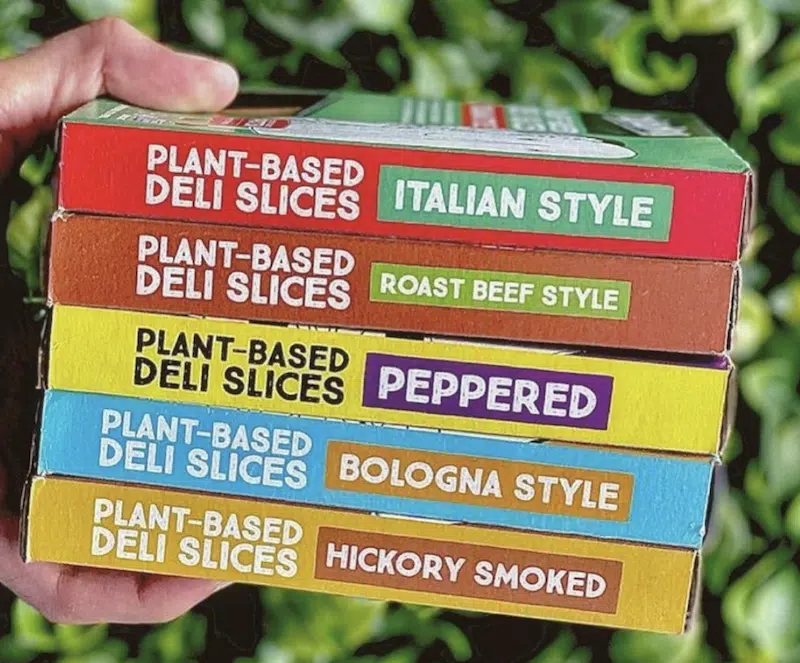 PLANT-BASED
DELI SLICES
ITALIAN STYLE
PLANT-BASED
DELI SLICES
ROAST BEEF STYLE
PLANT-BASED
DELI SLICES
PEPPERED
PLANT-BASED
DELI SLICES
BOLOGNA STYLE
PLANT-BASED
DELI SLICES
HICKORY SMOKED